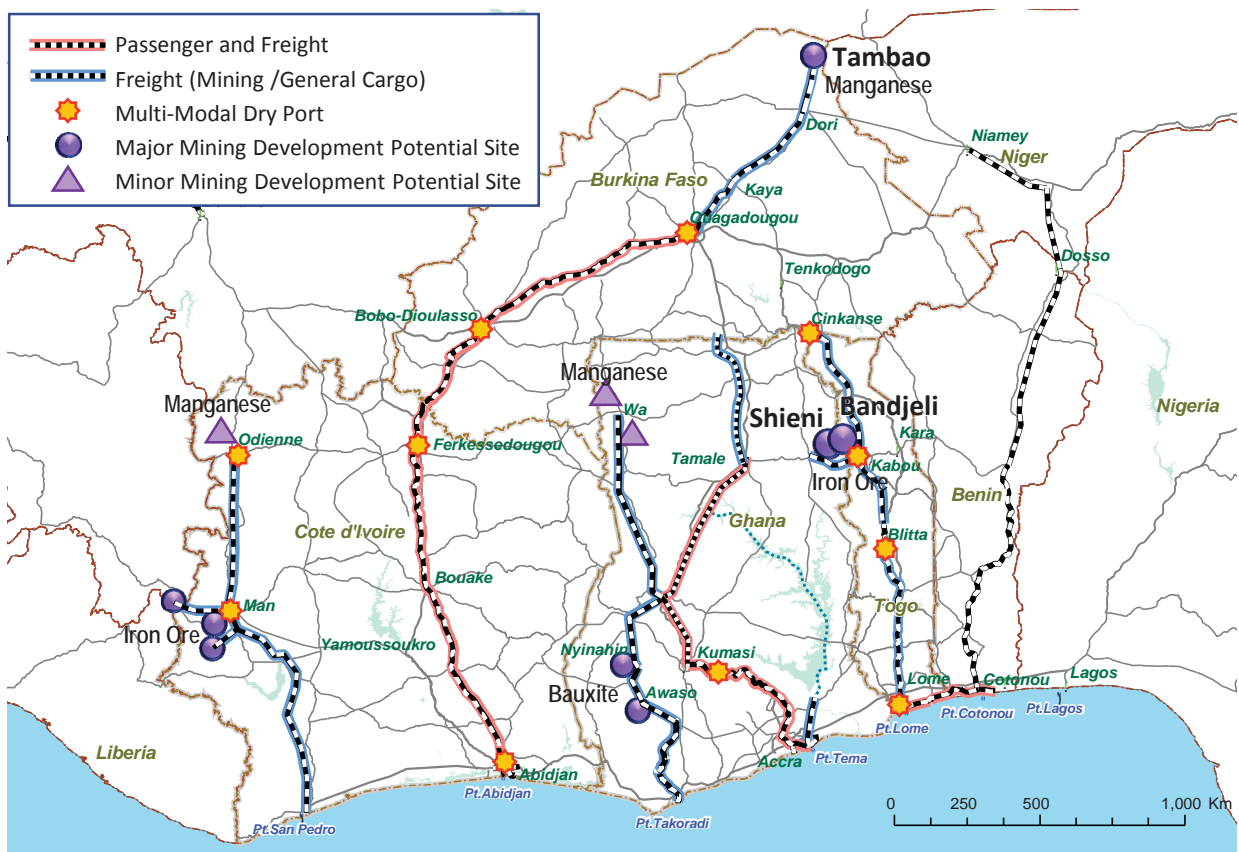 Passenger and Freight
Freight (Mining /General Cargo)
Multi-Modal Dry Port
Major Mining Development Potential Site
Minor Mining Development Potential Site
Tambao
Manganese
Dori
Niamey
Niger
Burkina Faso
Kaya
Ouagadougou
Dosso
Tenkodogo
Bobo-Dioulasso
Cinkanse
Manganese
Manganese
Wa
Shieni
Bandjeli
Nigeria
Odienne
Ferkessedougou
Kara
Tamale
Kabou
Iron Ore
Benin
Cote d'Ivoire
Ghana
Blitta
Bouake
Man
Togo
Iron Ore
Yamoussoukro
Nyinahin
Kumasi
Bauxite
Awaso
Lome
Cotonou
Lagos
Pt.Cotonou
Pt.Lagos
Pt.Lome
Liberia
Accra
Pt.Tema
Abidjan
Pt.Abidjan
Pt.San Pedro
Pt.Takoradi
0 250 500 1,000 Km